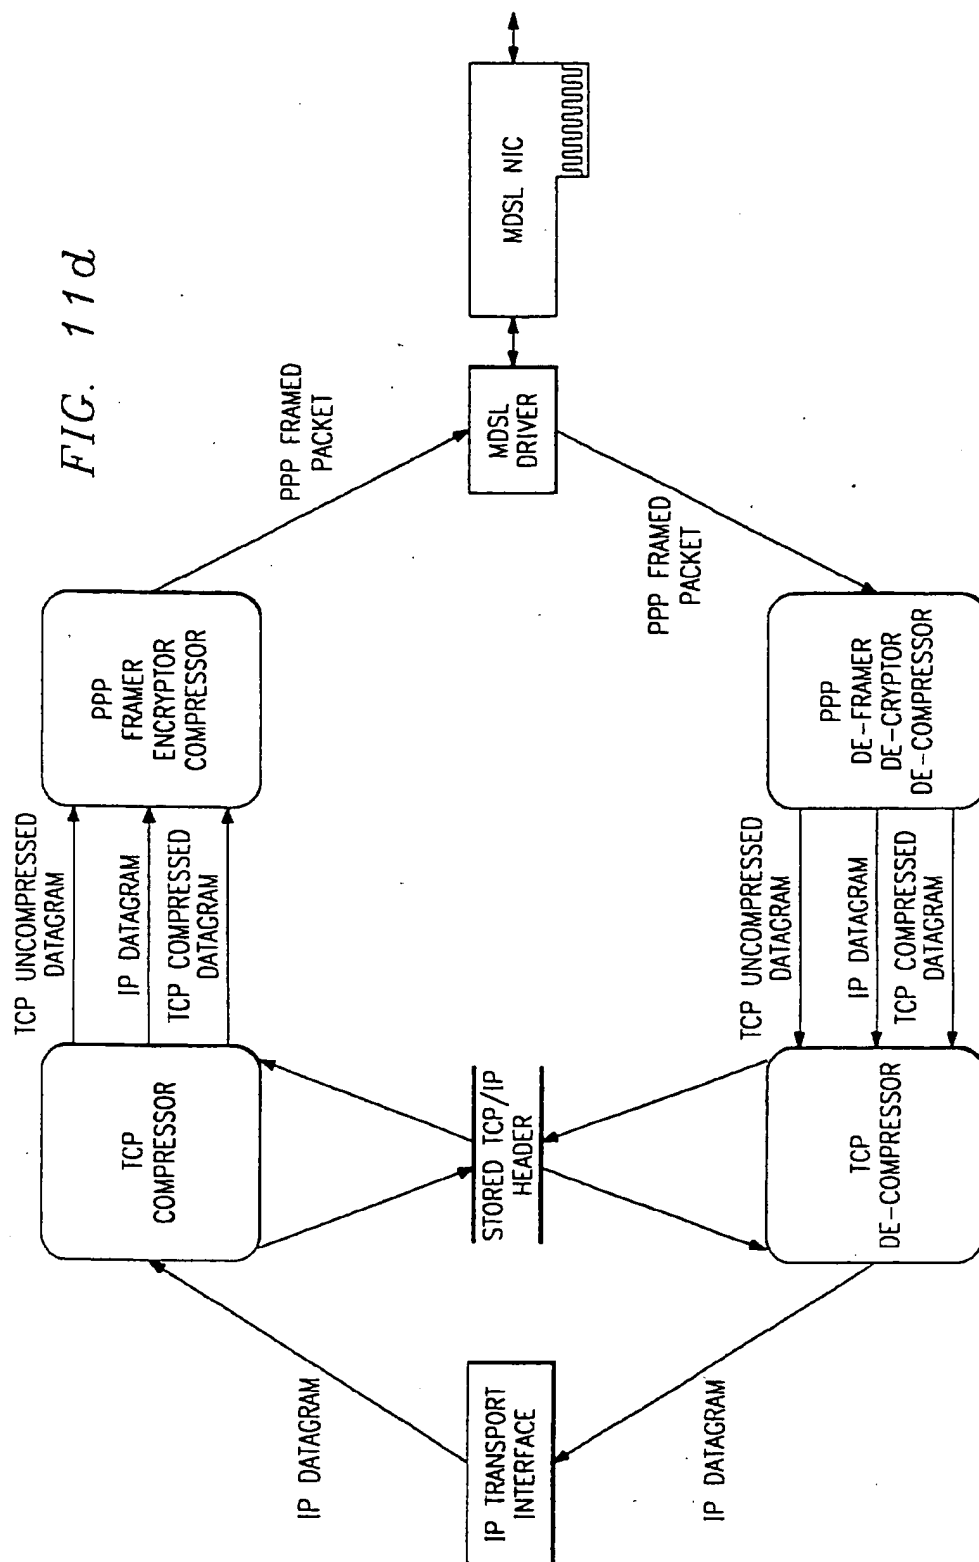 FIG. 11d
IP DATAGRAM
TCP
COMPRESSOR
TCP UNCOMPRESSED
DATAGRAM
IP DATAGRAM
TCP COMPRESSED
DATAGRAM
PPP
FRAMER
ENCRYPTOR
COMPRESSOR
PPP FRAMED
PACKET
IP TRANSPORT
INTERFACE
STORED TCP/IP
HEADER
MDSL
DRIVER
MDSL NIC
IP DATAGRAM
TCP
DE-COMPRESSOR
TCP UNCOMPRESSED
DATAGRAM
IP DATAGRAM
TCP COMPRESSED
DATAGRAM
PPP
DE-FRAMER
DE-CRYPTOR
DE-COMPRESSOR
PPP FRAMED
PACKET